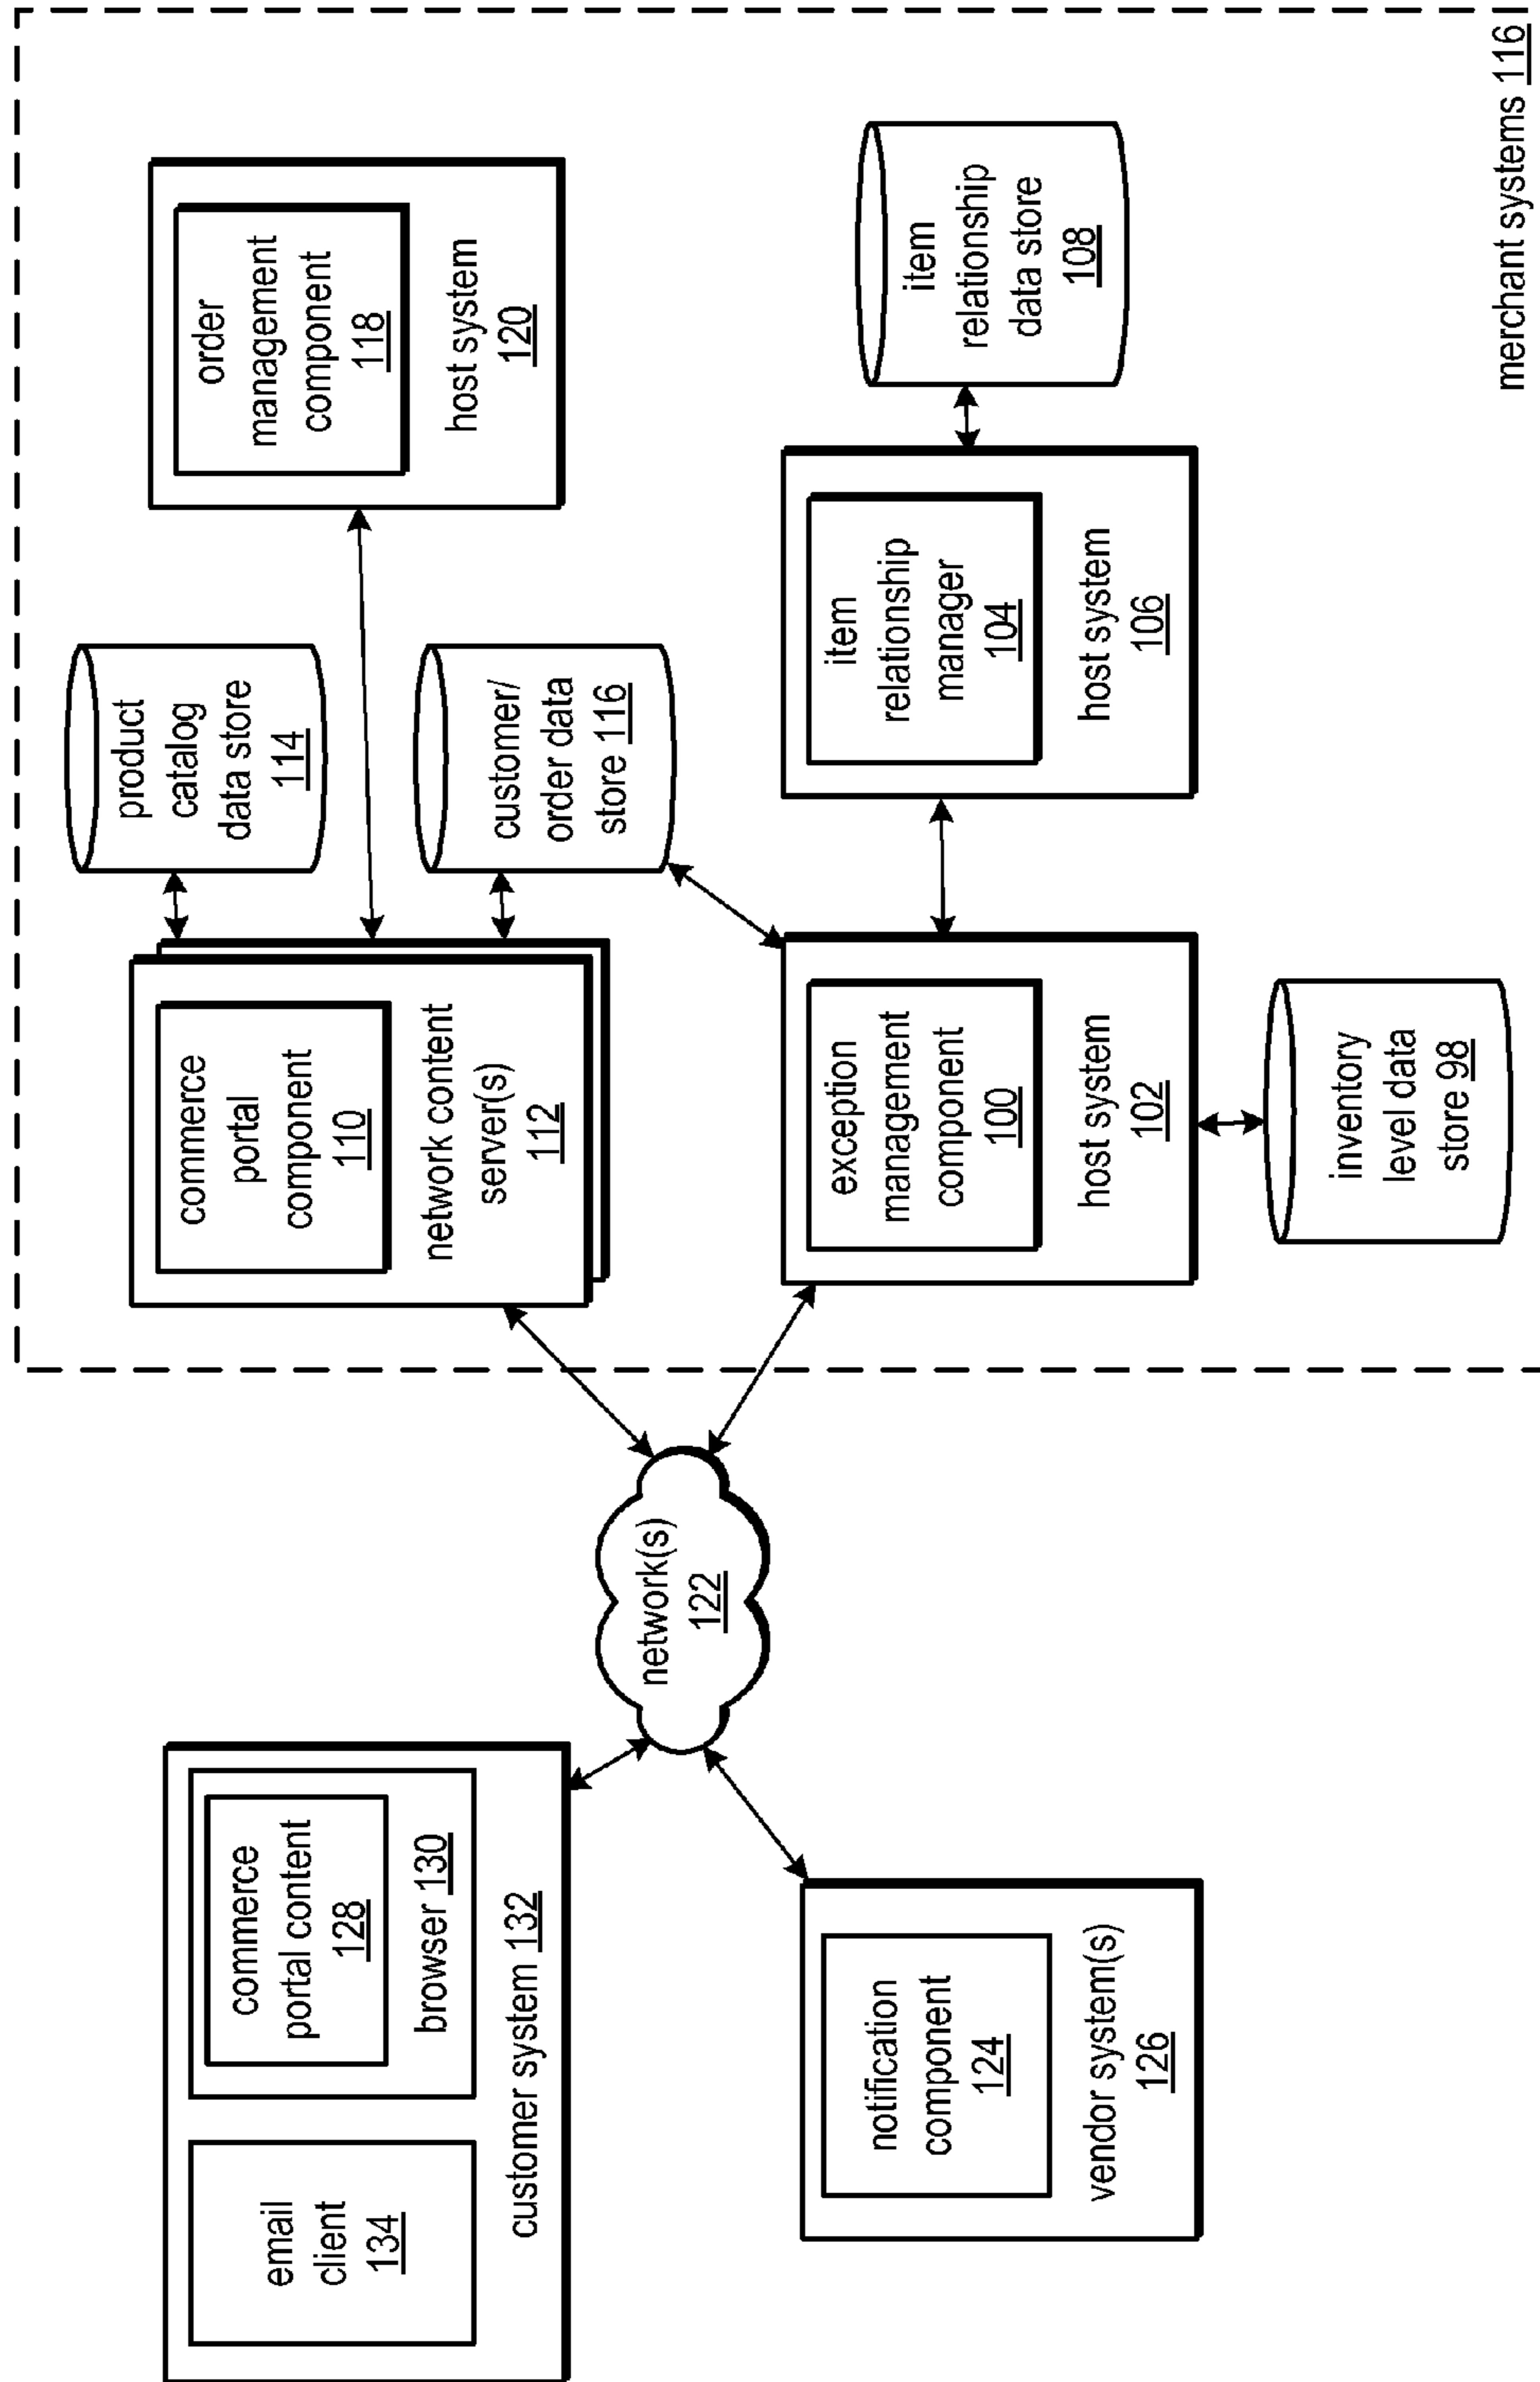 email
client
134
commerce
portal content
128
browser 130
customer system 132
notification
component
124
vendor system(s)
126
network(s)
122
commerce
portal
component
110
network content
server(s)
112
product
catalog
data store
114
customer/
order data
store 116
order
management
component
118
host system
120
exception
management
component
100
host system
102
inventory
level data
store 98
item
relationship
manager
104
host system
106
item
relationship
data store
108
merchant systems 116